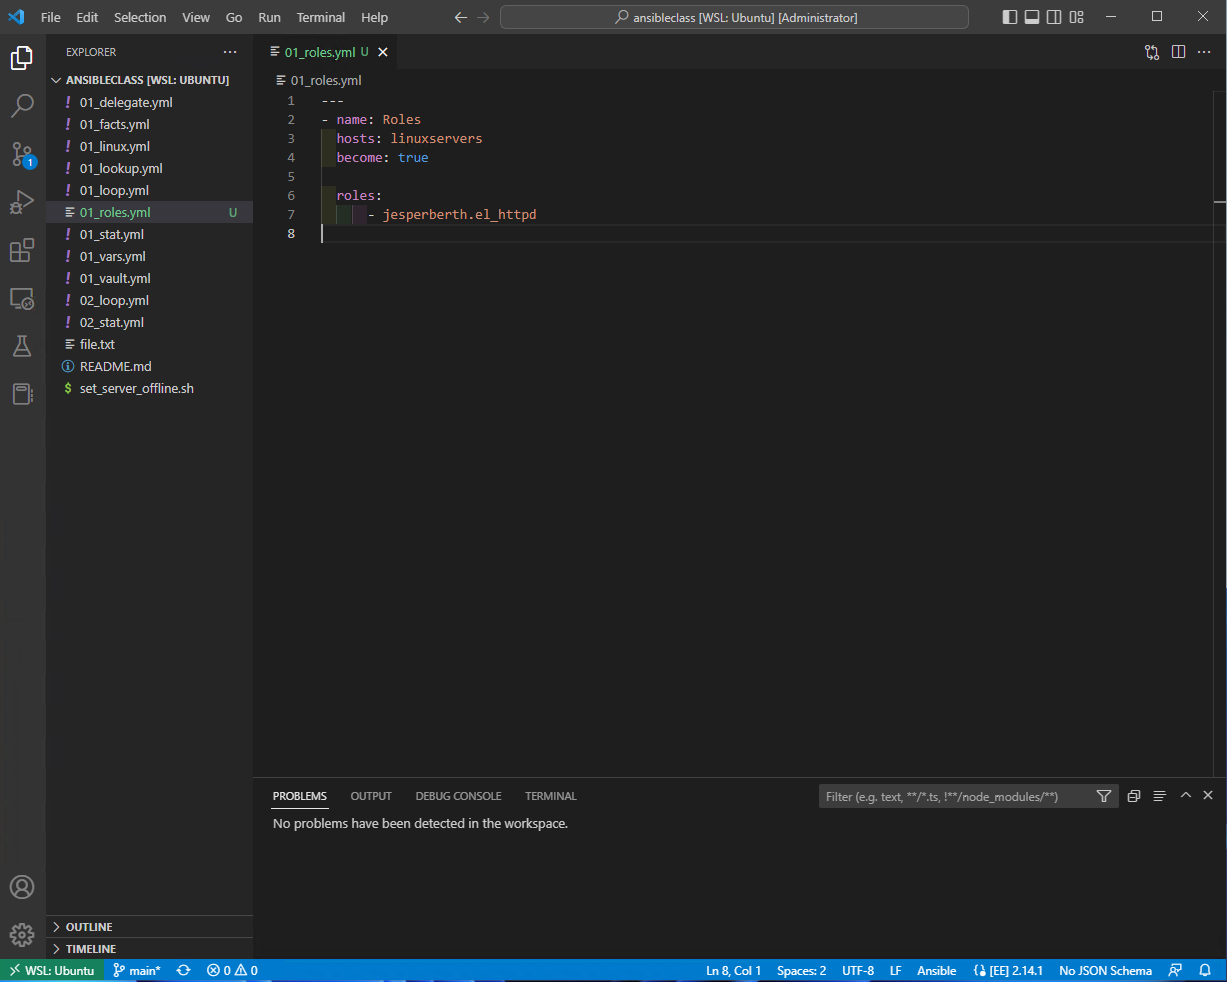 File Edit Selection View Go Run Terminal Help
ansibleclass [WSL: Ubuntu] [Administrator]
EXPLORER
ANSIBLECLASS [WSL: UBUNTU]
! 01_delegate.yml
! 01_facts.yml
! 01_linux.yml
! 01_lookup.yml
! 01_loop.yml
01_roles.yml U
! 01_stat.yml
! 01_vars.yml
! 01_vault.yml
! 02_loop.yml
! 02_stat.yml
file.txt
README.md
$ set_server_offline.sh
OUTLINE
TIMELINE
1
01_roles.yml U
01_roles.yml
1 ---
2 - name: Roles
3 hosts: linuxservers
4 become: true
5
6 roles:
7 - jesperberth.el_httpd
8
PROBLEMS OUTPUT DEBUG CONSOLE TERMINAL
Filter (e.g. text, **/*.ts, !**/node_modules/**)
No problems have been detected in the workspace.
WSL: Ubuntu main* 0 0 Ln 8, Col 1 Spaces: 2 UTF-8 LF Ansible [EE] 2.14.1 No JSON Schema